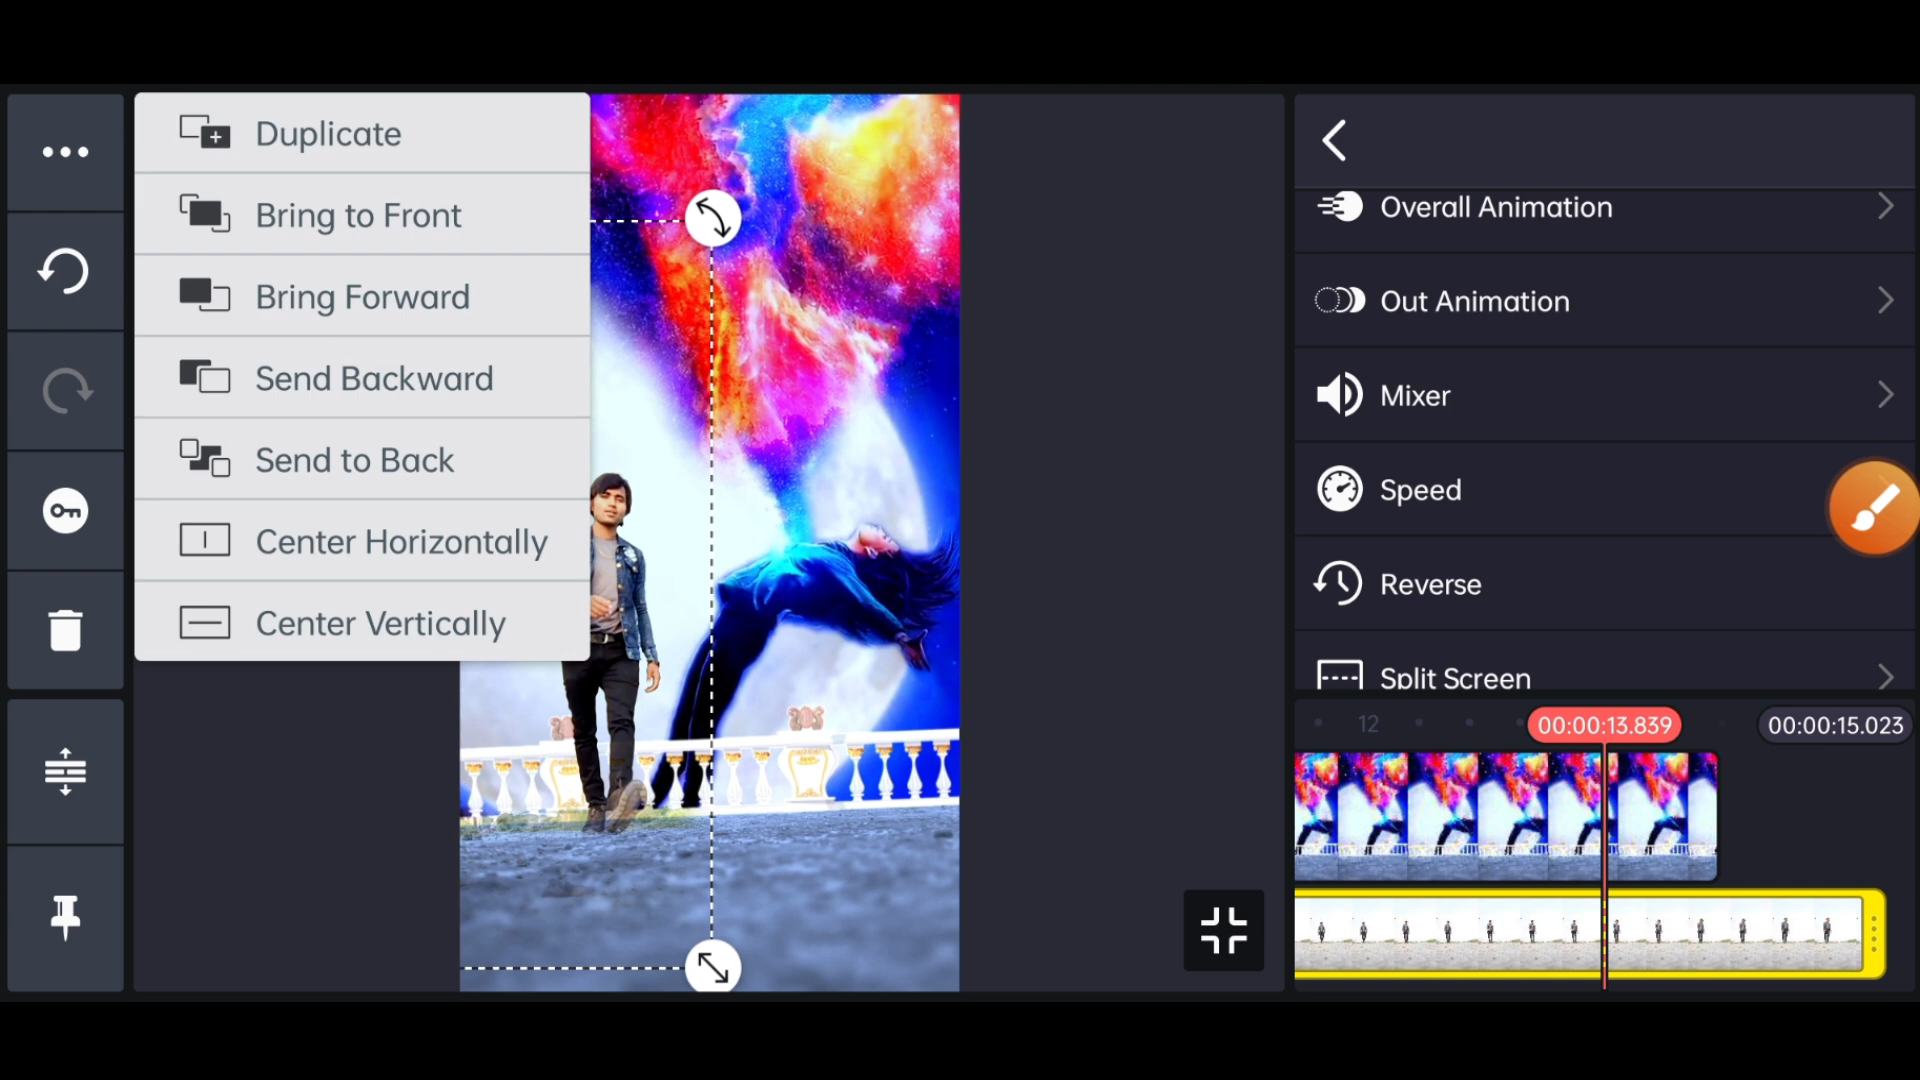 Duplicate
Bring to Front
Bring Forward
Send Backward
Send to Back
Center Horizontally
Center Vertically
Overall Animation
Out Animation
Mixer
Speed
Reverse
Split Screen
12
00:00:13.839
00:00:15.023